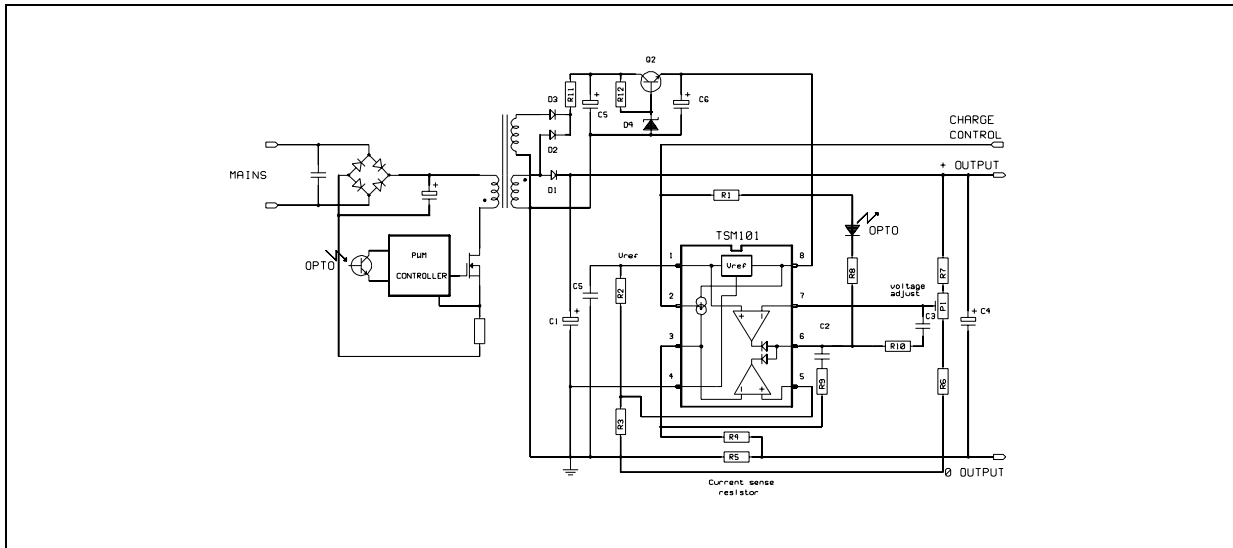 Q2
R11
+
C5
R12
+
C6
D3
D4
D2
CHARGE
CONTROL
+ OUTPUT
MAINS
+
D1
R1
OPTO
TSM101
OPTO
PWM
CONTROLLER
Vref
1
Vref
8
R8
R7
voltage
adjust
P1
C5
R2
2
7
+
C1
+
-
C3
+
C4
3
C2
6
R10
4
5
R9
R6
-
+
R3
R4
R5
0 OUTPUT
Current sense
resistor